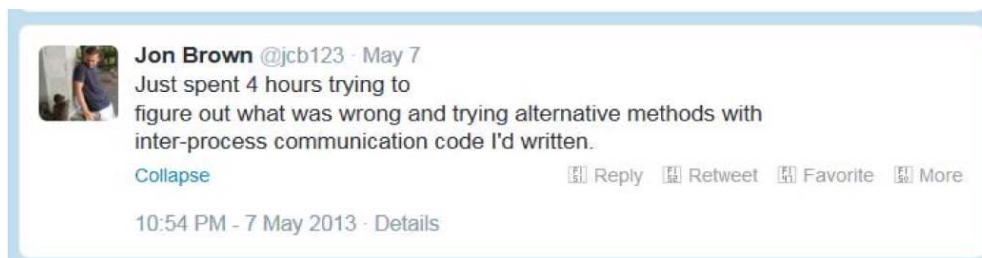 Jon Brown @jcb123 · May 7
Just spent 4 hours trying to
figure out what was wrong and trying alternative methods with
inter-process communication code I'd written.
Collapse Reply Retweet Favorite More
10:54 PM - 7 May 2013 · Details